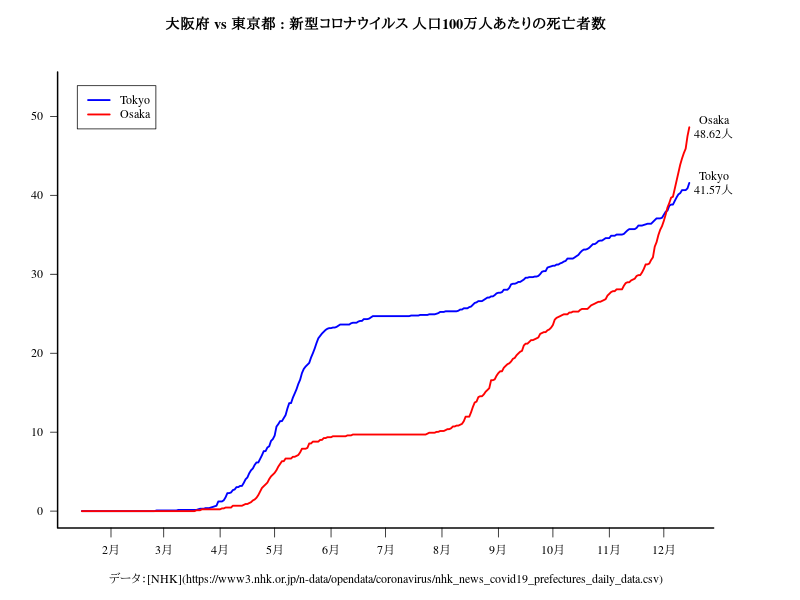 大阪府 vs 東京都 : 新型コロナウイルス 人口100万人あたりの死亡者数
Tokyo
Osaka
50
40
30
20
10
0
Osaka
48.62人
Tokyo
41.57人
2月 3月 4月 5月 6月 7月 8月 9月 10月 11月 12月
データ:[NHK](https://www3.nhk.or.jp/n-data/opendata/coronavirus/nhk_news_covid19_prefectures_daily_data.csv)